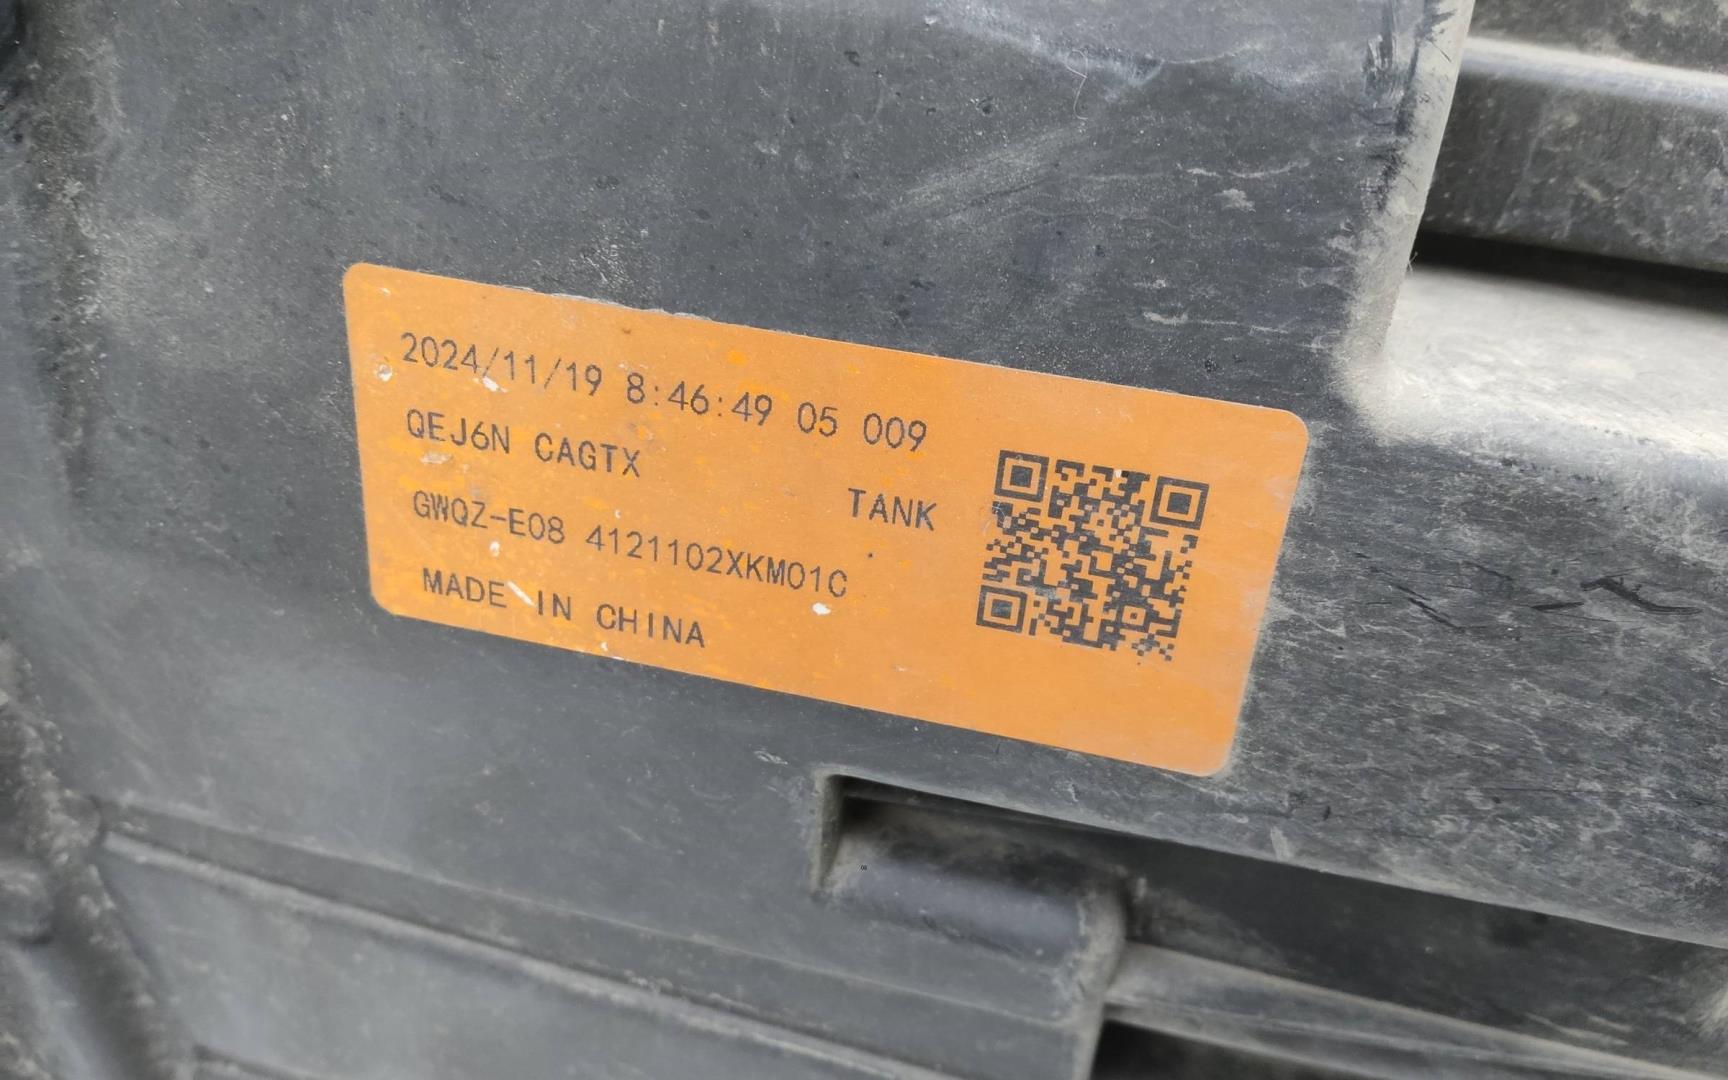 2024/11/19 8:46:49 05 009
QEJ6N CAGTX
TANK
GWQZ-E08 4121102XKM01C
MADE IN CHINA